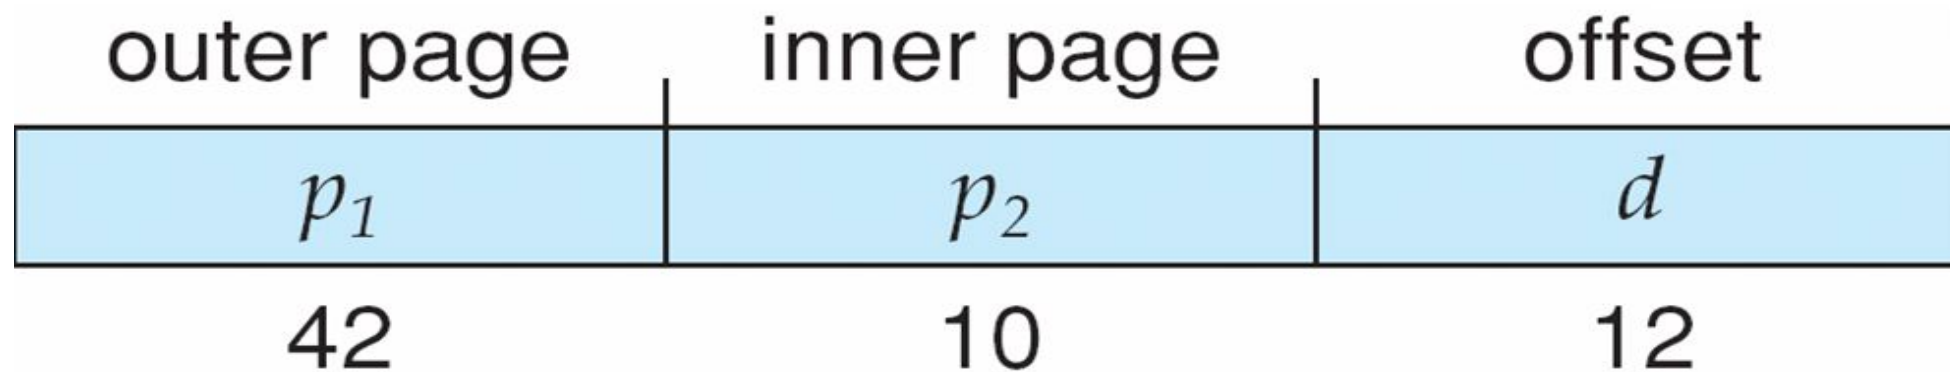 outer page inner page offset
p₁ p₂ d
42 10 12